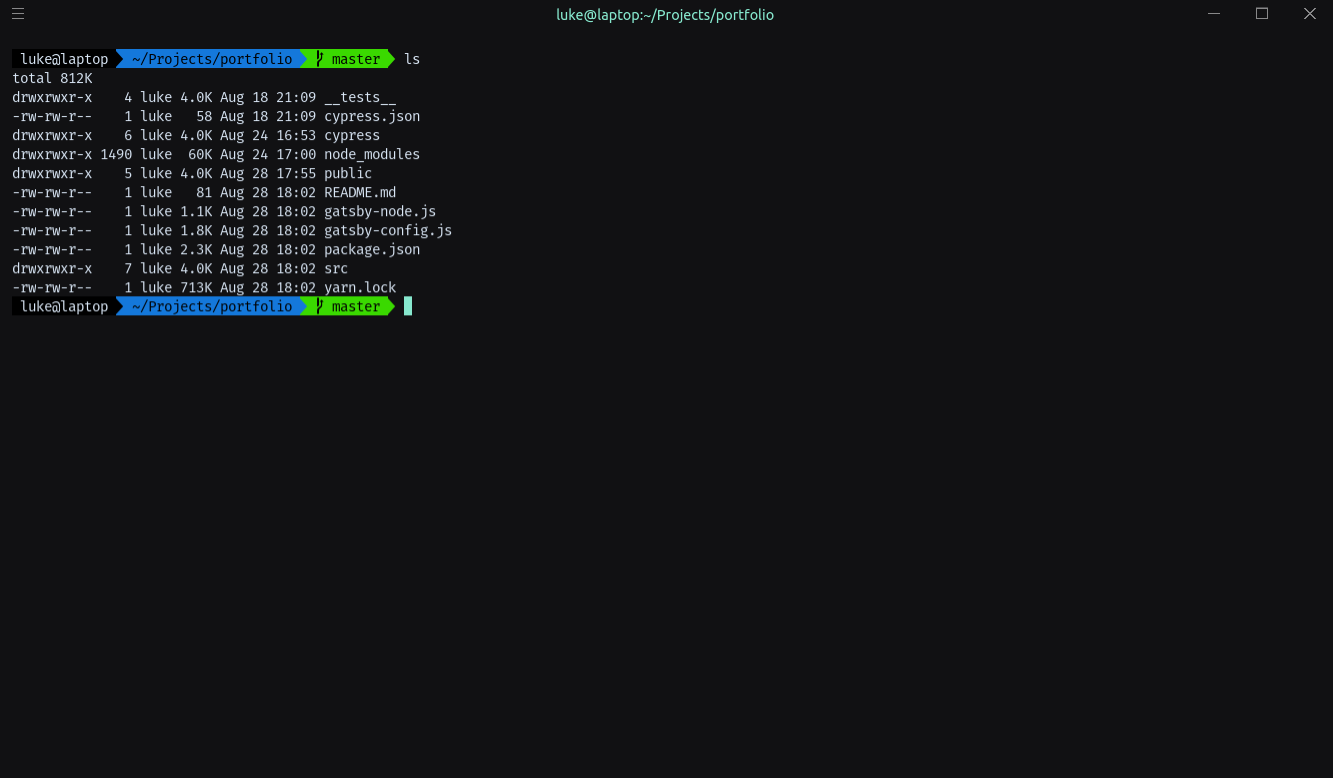 luke@laptop:~/Projects/portfolio
luke@laptop ~/Projects/portfolio master ls
total 812K
drwxrwxr-x    4 luke 4.0K Aug 18 21:09 __tests__
-rw-rw-r--    1 luke   58 Aug 18 21:09 cypress.json
drwxrwxr-x    6 luke 4.0K Aug 24 16:53 cypress
drwxrwxr-x 1490 luke  60K Aug 24 17:00 node_modules
drwxrwxr-x    5 luke 4.0K Aug 28 17:55 public
-rw-rw-r--    1 luke   81 Aug 28 18:02 README.md
-rw-rw-r--    1 luke 1.1K Aug 28 18:02 gatsby-node.js
-rw-rw-r--    1 luke 1.8K Aug 28 18:02 gatsby-config.js
-rw-rw-r--    1 luke 2.3K Aug 28 18:02 package.json
drwxrwxr-x    7 luke 4.0K Aug 28 18:02 src
-rw-rw-r--    1 luke 713K Aug 28 18:02 yarn.lock
luke@laptop ~/Projects/portfolio master